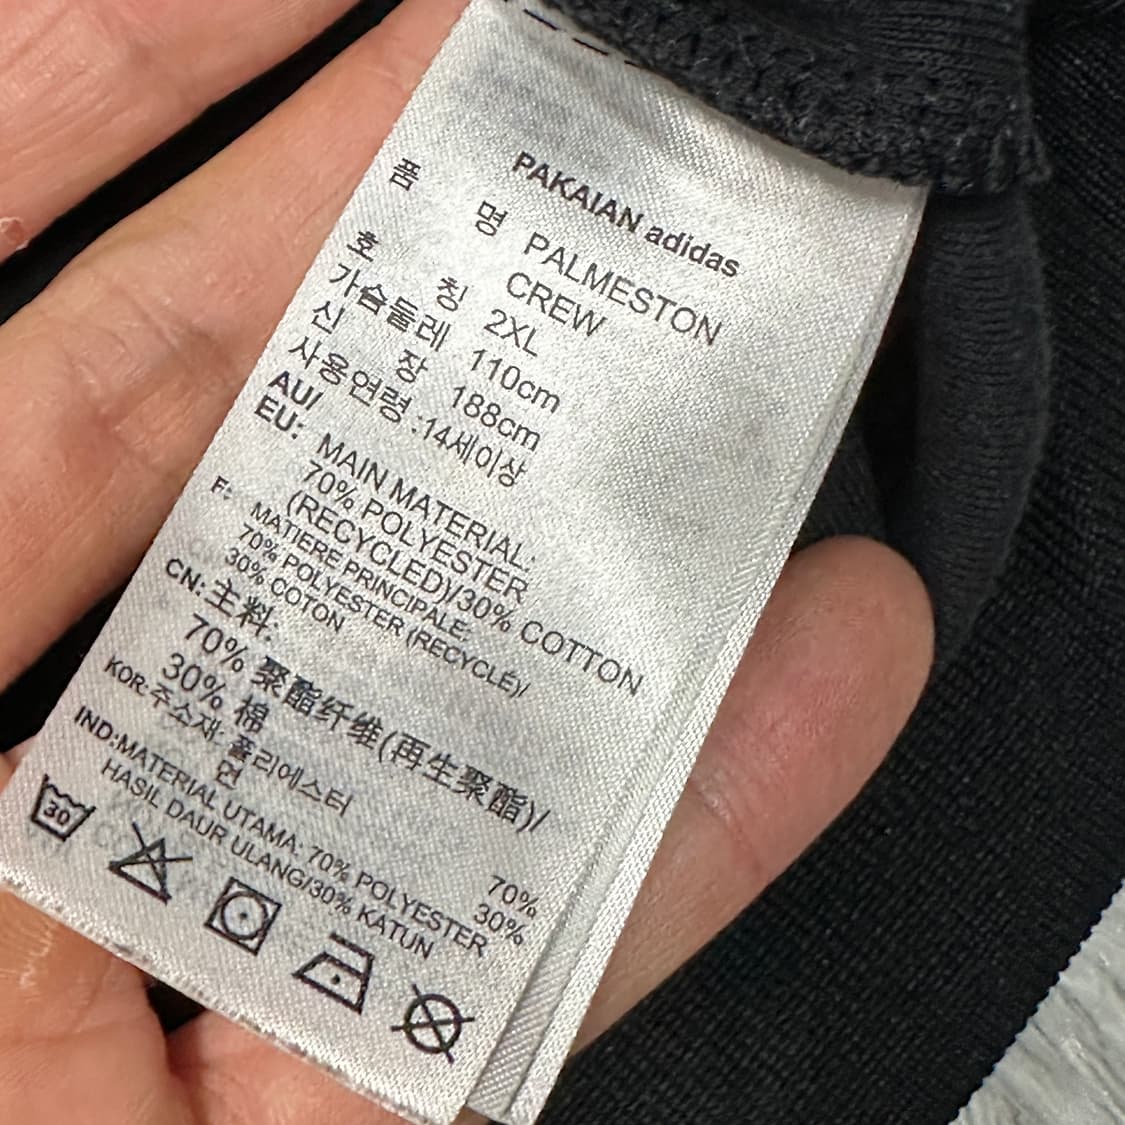 PAKAIAN adidas
품 명 PALMESTON
CREW
호 칭 2XL
가슴둘레 110cm
신 장 188cm
사용연령 :14세이상
AU/
EU: MAIN MATERIAL:
70% POLYESTER
(RECYCLED)/30% COTTON
F: MATIERE PRINCIPALE:
70% POLYESTER (RECYCLÉ)/
30% COTON
CN: 主料:
70% 聚酯纤维(再生聚酯)/
30% 棉
KOR: 주소재: 폴리에스터 70%
면 30%
IND:MATERIAL UTAMA: 70% POLYESTER
HASIL DAUR ULANG/30% KATUN
30